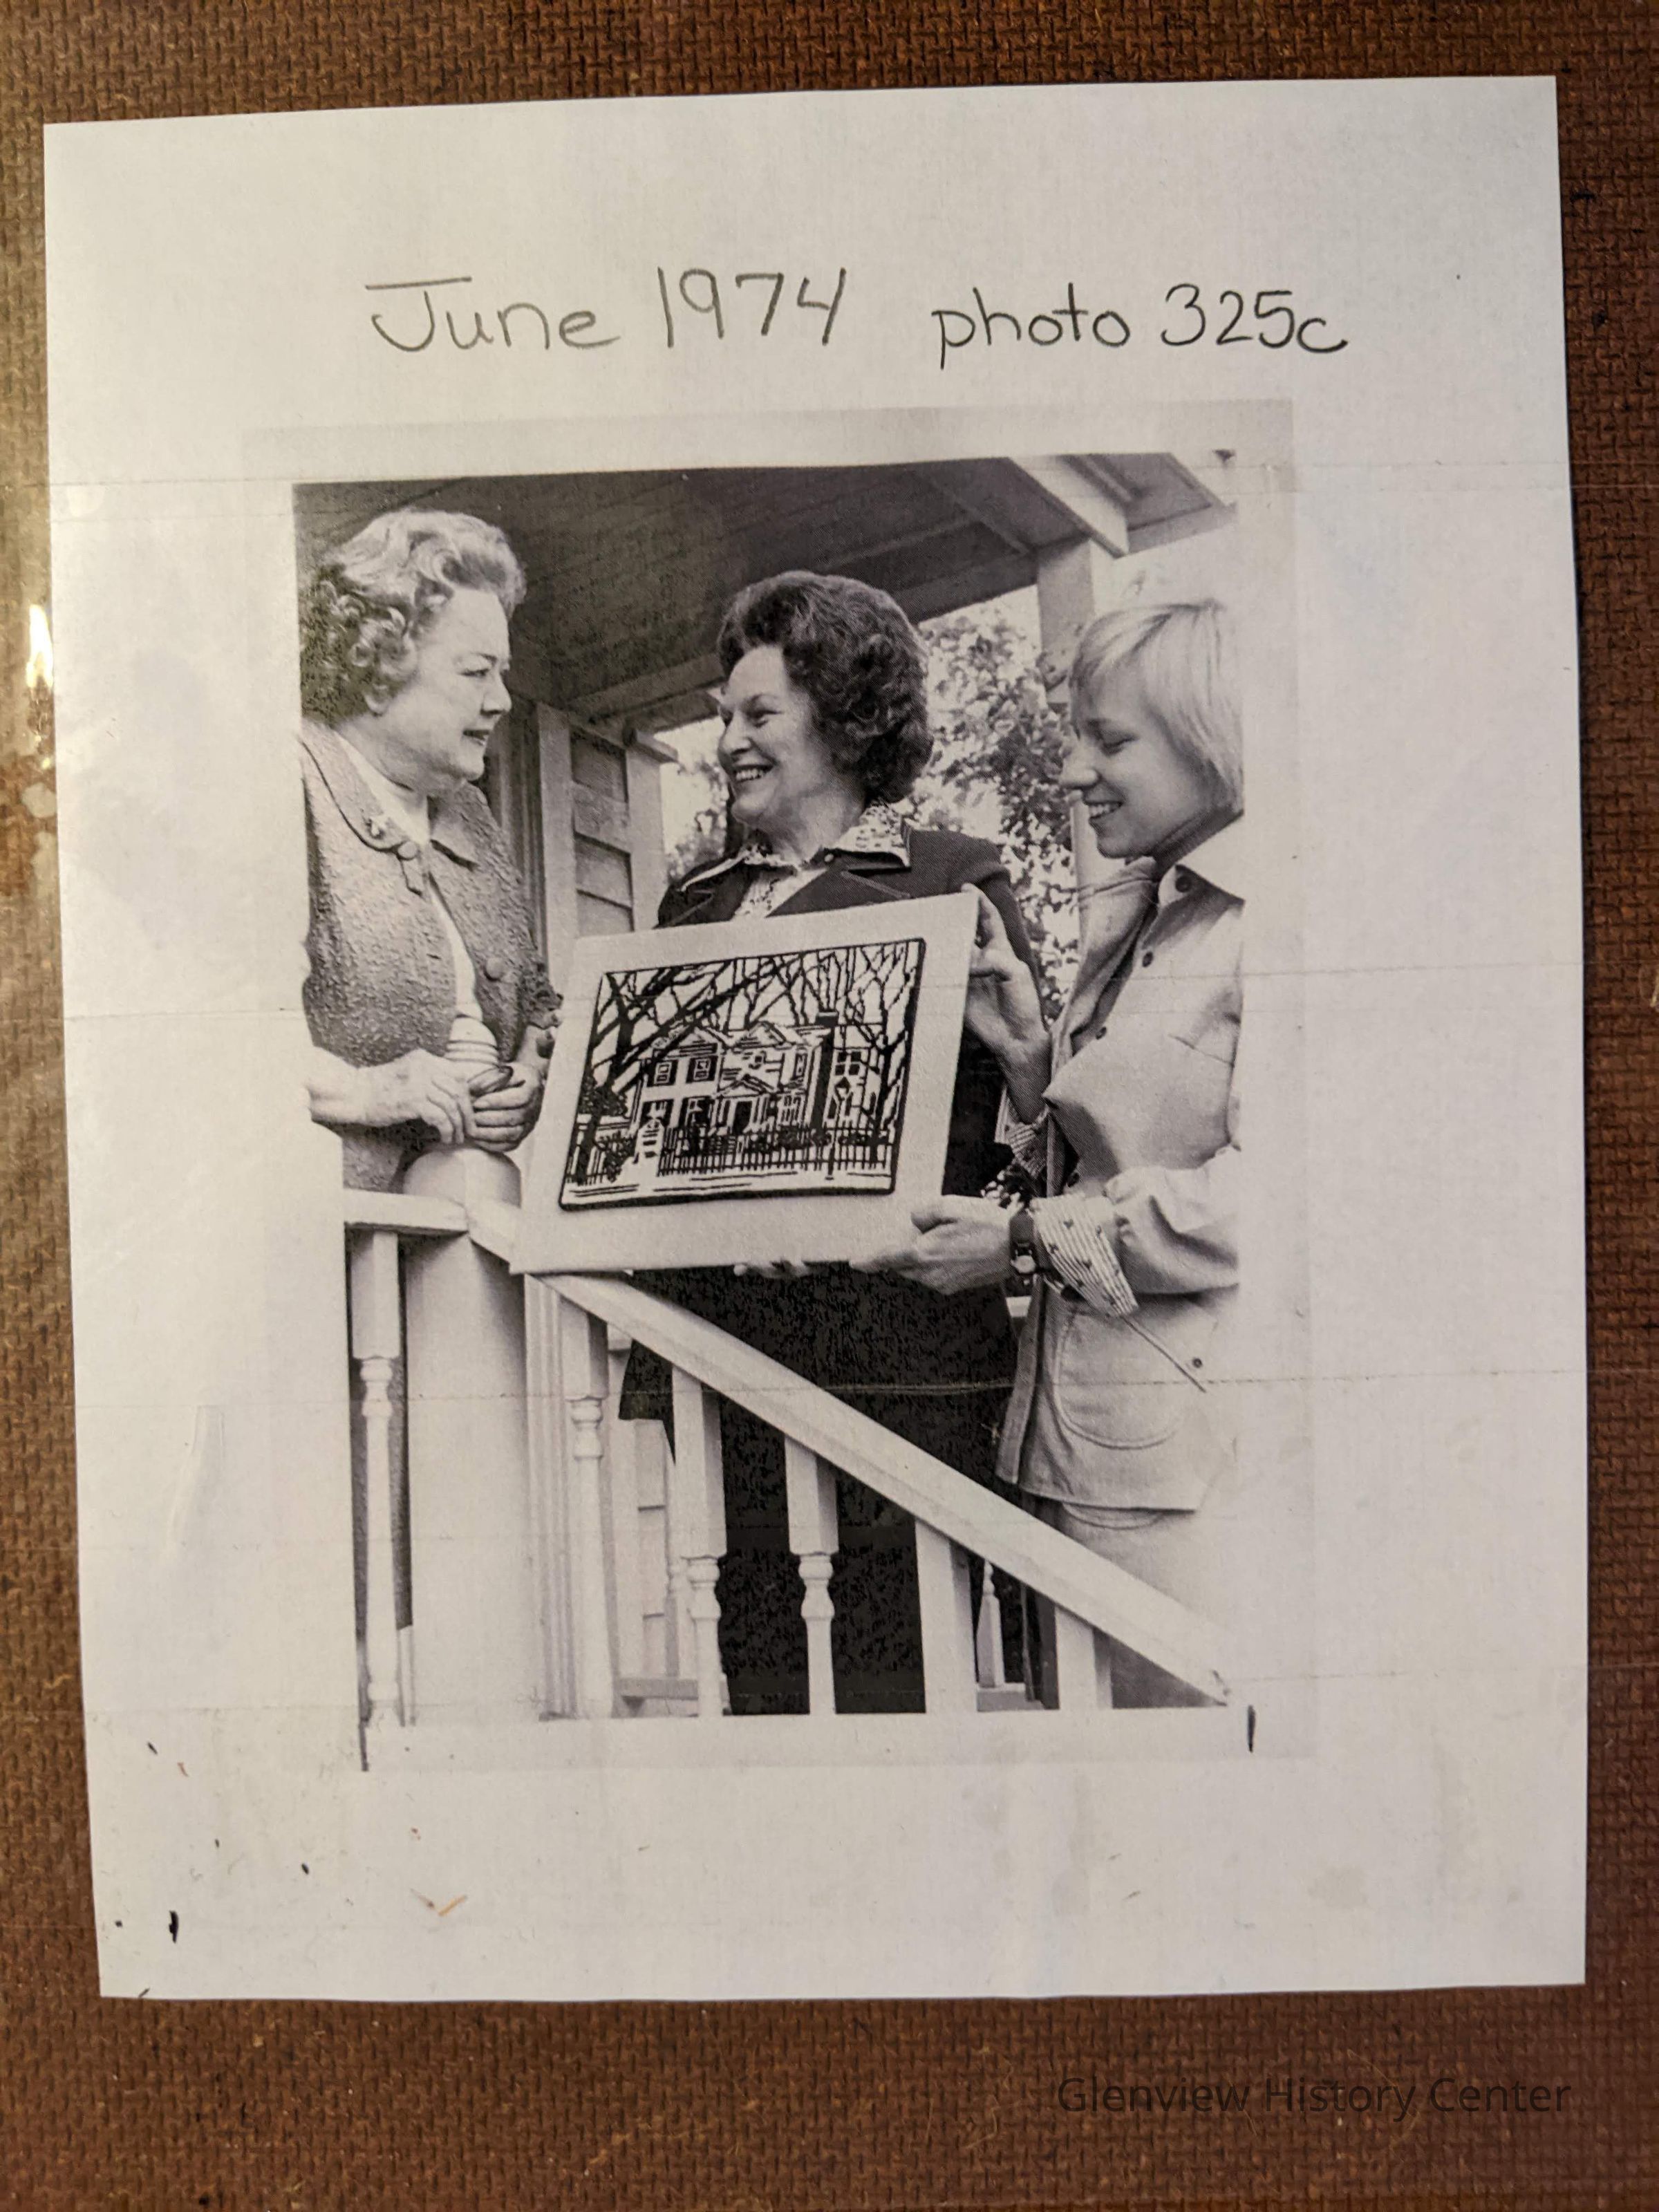 June 1974 photo 325c
Glenview History Center